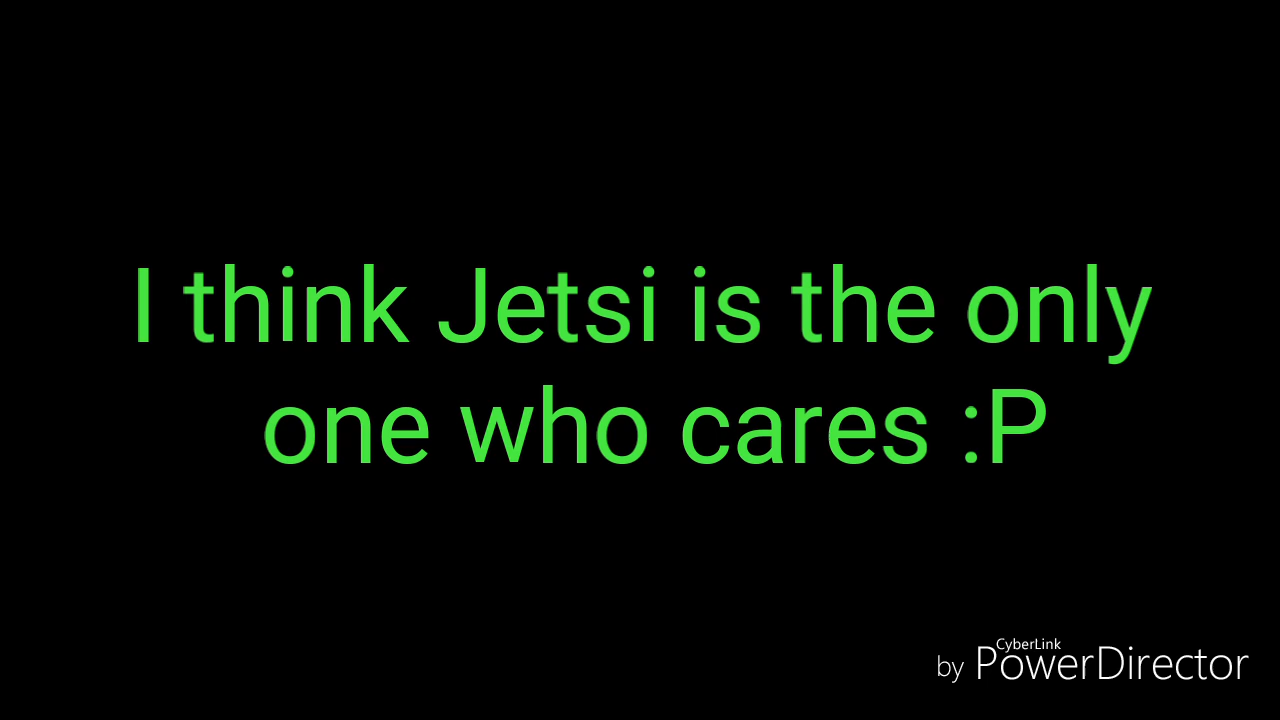 I think Jetsi is the only
one who cares :P
CyberLink
by PowerDirector